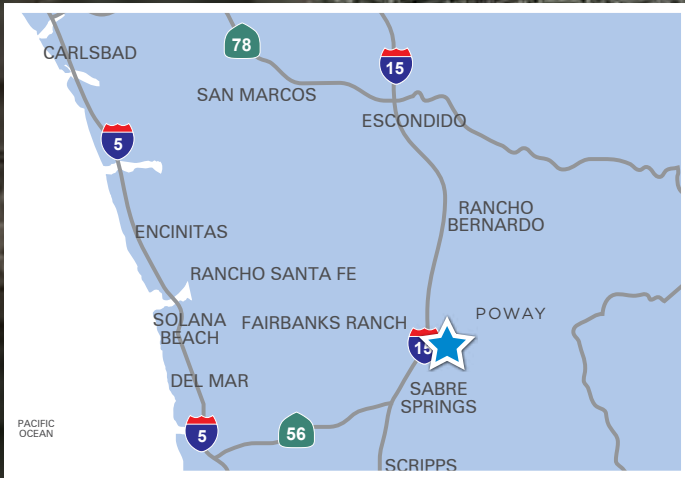 CARLSBAD
78
15
SAN MARCOS
ESCONDIDO
5
RANCHO
BERNARDO
ENCINITAS
RANCHO SANTA FE
POWAY
SOLANA
BEACH
FAIRBANKS RANCH
15
DEL MAR
SABRE
SPRINGS
PACIFIC
OCEAN
5
56
SCRIPPS